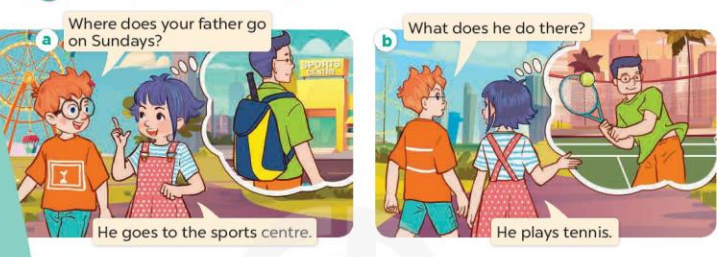 a
Where does your father go
on Sundays?
SPORTS
CENTRE
He goes to the sports centre.
b
What does he do there?
He plays tennis.